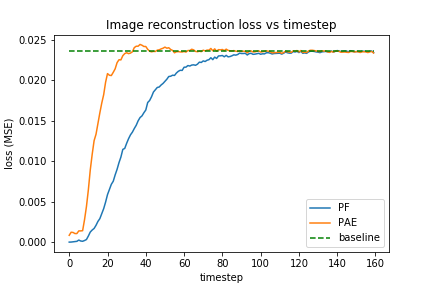 Image reconstruction loss vs timestep
loss (MSE)
0.025
0.020
0.015
0.010
0.005
0.000
0 20 40 60 80 100 120 140 160
timestep
PF
PAE
baseline